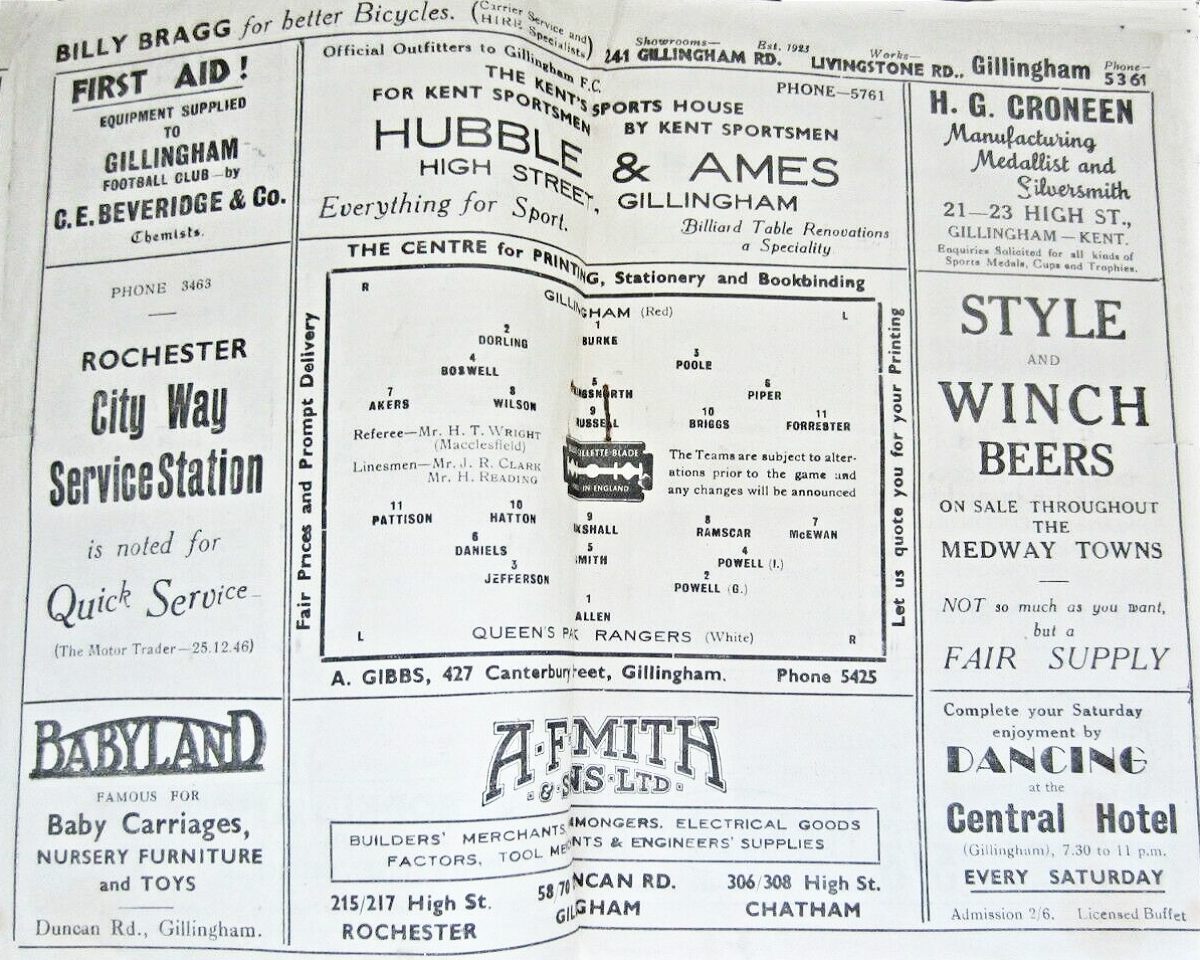 BILLY BRAGG for better Bicycles. (Carrier Service and HIRE Specialists)
Showrooms— 241 GILLINGHAM RD. Est. 1923 Works— LIVINGSTONE RD., Gillingham Phone— 5361
FIRST AID!
EQUIPMENT SUPPLIED
TO
GILLINGHAM
FOOTBALL CLUB—by
C. E. BEVERIDGE & Co.
Chemists.
PHONE 3463
ROCHESTER
City Way
Service Station
is noted for
Quick Service—
(The Motor Trader—25.12.46)
BABYLAND
FAMOUS FOR
Baby Carriages,
NURSERY FURNITURE
and TOYS
Duncan Rd., Gillingham.
Official Outfitters to Gillingham F.C.
PHONE—5761
THE KENT'S SPORTS HOUSE
FOR KENT SPORTSMEN BY KENT SPORTSMEN
HUBBLE & AMES
HIGH STREET, GILLINGHAM
Everything for Sport.
Billiard Table Renovations
a Speciality
THE CENTRE for PRINTING, Stationery and Bookbinding
Fair Prices and Prompt Delivery
R
L
GILLINGHAM (Red)
1
BURKE
2
DORLING
3
POOLE
4
BOSWELL
5
6
PIPER
7
AKERS
8
WILSON
9
RUSSELL
10
BRIGGS
11
FORRESTER
Referee—Mr. H. T. WRIGHT
(Macclesfield)
Linesmen—Mr. J. R. CLARK
Mr. H. READING
BLADE
IN ENGLAND
The Teams are subject to alter-
ations prior to the game and
any changes will be announced
11
PATTISON
10
HATTON
9
8
RAMSCAR
7
McEWAN
6
DANIELS
5
4
POWELL (I.)
3
JEFFERSON
2
POWELL (G.)
1
ALLEN
L
QUEEN'S RANGERS (White)
R
Let us quote you for your Printing
A. GIBBS, 427 Canterbury Gillingham. Phone 5425
A. F.
& LTD.
BUILDERS' MERCHANTS, ELECTRICAL GOODS
FACTORS, TOOL & ENGINEERS' SUPPLIES
215/217 High St.
ROCHESTER
58/70 RD.
306/308 High St.
CHATHAM
H. G. CRONEEN
Manufacturing
Medallist and
Silversmith
21—23 HIGH ST.,
GILLINGHAM—KENT.
Enquiries Solicited for all kinds of
Sports Medals, Cups and Trophies.
STYLE
AND
WINCH
BEERS
ON SALE THROUGHOUT
THE
MEDWAY TOWNS
NOT so much as you want,
but a
FAIR SUPPLY
Complete your Saturday
enjoyment by
DANCING
at the
Central Hotel
(Gillingham), 7.30 to 11 p.m.
EVERY SATURDAY
Admission 2/6. Licensed Buffet